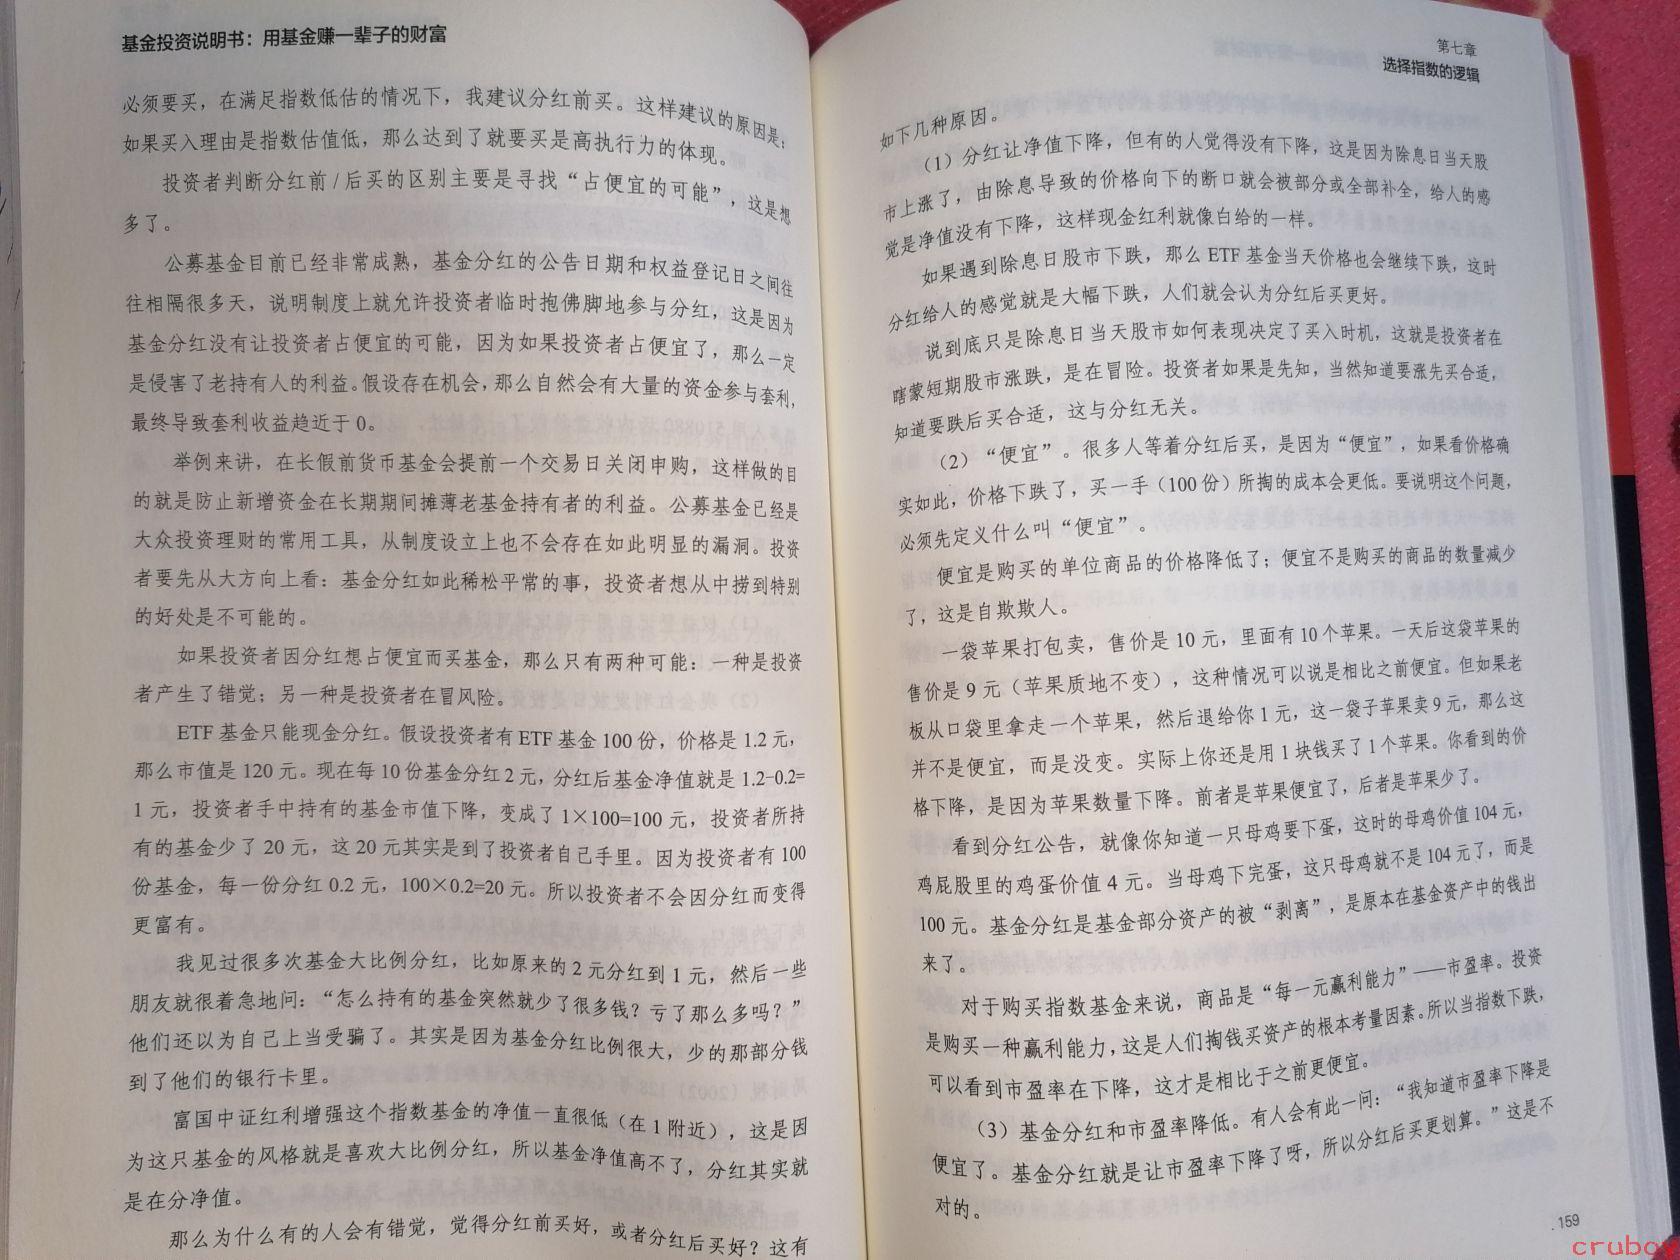 基金投资说明书：用基金赚一辈子的财富
必须要买，在满足指数低估的情况下，我建议分红前买。这样建议的原因是：
如果买入理由是指数估值低，那么达到了就要买是高执行力的体现。
投资者判断分红前/后买的区别主要是寻找“占便宜的可能”，这是想
多了。
公募基金目前已经非常成熟，基金分红的公告日期和权益登记日之间往
往相隔很多天，说明制度上就允许投资者临时抱佛脚地参与分红，这是因为
基金分红没有让投资者占便宜的可能，因为如果投资者占便宜了，那么一定
是侵害了老持有人的利益。假设存在机会，那么自然会有大量的资金参与套利，
最终导致套利收益趋近于0。
举例来讲，在长假前货币基金会提前一个交易日关闭申购，这样做的目
的就是防止新增资金在长期期间摊薄老基金持有者的利益。公募基金已经是
大众投资理财的常用工具，从制度设立上也不会存在如此明显的漏洞。投资
者要先从大方向上看：基金分红如此稀松平常的事，投资者想从中捞到特别
的好处是不可能的。
如果投资者因分红想占便宜而买基金，那么只有两种可能：一种是投资
者产生了错觉；另一种是投资者在冒风险。
ETF基金只能现金分红。假设投资者有ETF基金100份，价格是1.2元，
那么市值是120元。现在每10份基金分红2元，分红后基金净值就是1.2-0.2=
1元，投资者手中持有的基金市值下降，变成了1×100=100元，投资者所持
有的基金少了20元，这20元其实是到了投资者自己手里。因为投资者有100
份基金，每一份分红0.2元，100×0.2=20元。所以投资者不会因分红而变得
更富有。
我见过很多次基金大比例分红，比如原来的2元分红到1元，然后一些
朋友就很着急地问：“怎么持有的基金突然就少了很多钱？亏了那么多吗？”
他们还以为自己上当受骗了。其实是因为基金分红比例很大，少的那部分钱
到了他们的银行卡里。
富国中证红利增强这个指数基金的净值一直很低（在1附近），这是因
为这只基金的风格就是喜欢大比例分红，所以基金净值高不了，分红其实就
是在分净值。
那么为什么有的人会有错觉，觉得分红前买好，或者分红后买好？这有
第七章
选择指数的逻辑
如下几种原因。
（1）分红让净值下降，但有的人觉得没有下降，这是因为除息日当天股
市上涨了，由除息导致的价格向下的断口就会被部分或全部补全，给人的感
觉是净值没有下降，这样现金红利就像白给的一样。
如果遇到除息日股市下跌，那么ETF基金当天价格也会继续下跌，这时
分红给人的感觉就是大幅下跌，人们就会认为分红后买更好。
说到底只是除息日当天股市如何表现决定了买入时机，这就是投资者在
瞎蒙短期股市涨跌，是在冒险。投资者如果是先知，当然知道要涨先买合适，
知道要跌后买合适，这与分红无关。
（2）“便宜”。很多人等着分红后买，是因为“便宜”，如果看价格确
实如此，价格下跌了，买一手（100份）所掏的成本会更低。要说明这个问题，
必须先定义什么叫“便宜”。
便宜是购买的单位商品的价格降低了；便宜不是购买的商品的数量减少
了，这是自欺欺人。
一袋苹果打包卖，售价是10元，里面有10个苹果。一天后这袋苹果的
售价是9元（苹果质地不变），这种情况可以说是相比之前便宜。但如果老
板从口袋里拿走一个苹果，然后退给你1元，这一袋子苹果卖9元，那么这
并不是便宜，而是没变。实际上你还是用1块钱买了1个苹果。你看到的价
格下降，是因为苹果数量下降。前者是苹果便宜了，后者是苹果少了。
看到分红公告，就像你知道一只母鸡要下蛋，这时的母鸡价值104元，
鸡屁股里的鸡蛋价值4元。当母鸡下完蛋，这只母鸡就不是104元了，而是
100元。基金分红是基金部分资产的被“剥离”，是原本在基金资产中的钱出
来了。
对于购买指数基金来说，商品是“每一元赢利能力”——市盈率。投资
是购买一种赢利能力，这是人们掏钱买资产的根本考量因素。所以当指数下跌，
可以看到市盈率在下降，这才是相比于之前更便宜。
（3）基金分红和市盈率降低。有人会有此一问：“我知道市盈率下降是
便宜了。基金分红就是让市盈率下降了呀，所以分红后买更划算。”这是不
对的。
159